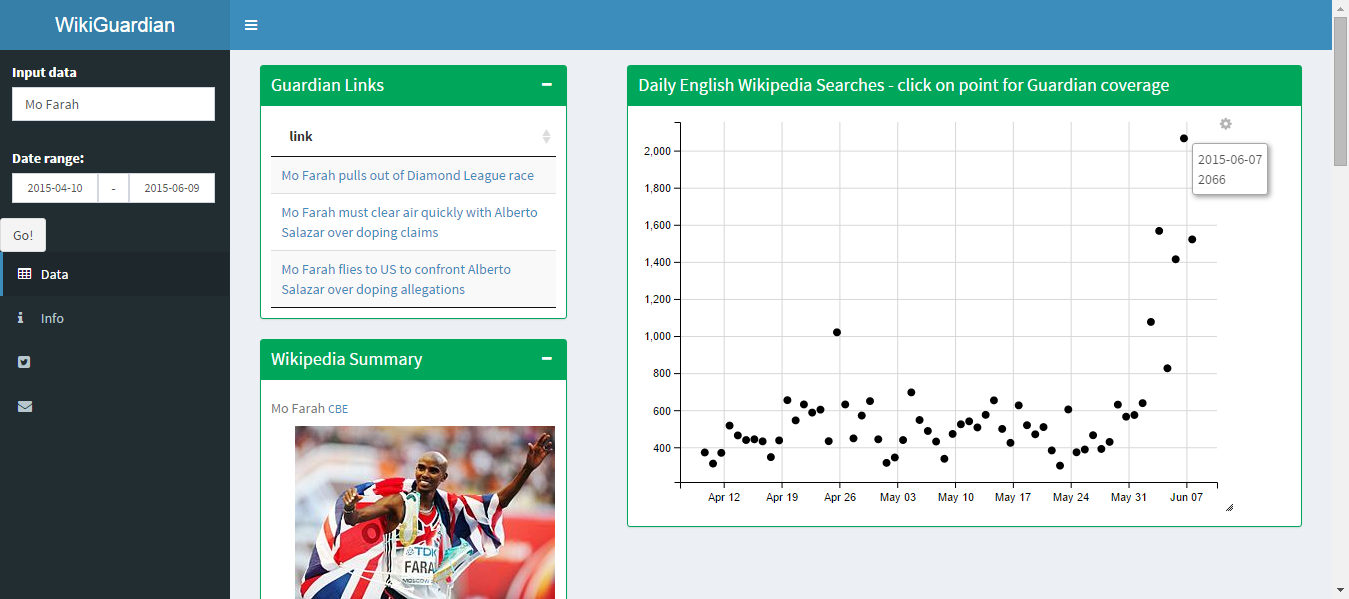 WikiGuardian
Input data
Mo Farah
Date range:
2015-04-10 - 2015-06-09
Go!
Data
Info
Guardian Links
link
Mo Farah pulls out of Diamond League race
Mo Farah must clear air quickly with Alberto
Salazar over doping claims
Mo Farah flies to US to confront Alberto
Salazar over doping allegations
Wikipedia Summary
Mo Farah CBE
TDK
FARA
MOSCOW
Daily English Wikipedia Searches - click on point for Guardian coverage
2015-06-07
2066
2,000
1,800
1,600
1,400
1,200
1,000
800
600
400
Apr 12 Apr 19 Apr 26 May 03 May 10 May 17 May 24 May 31 Jun 07